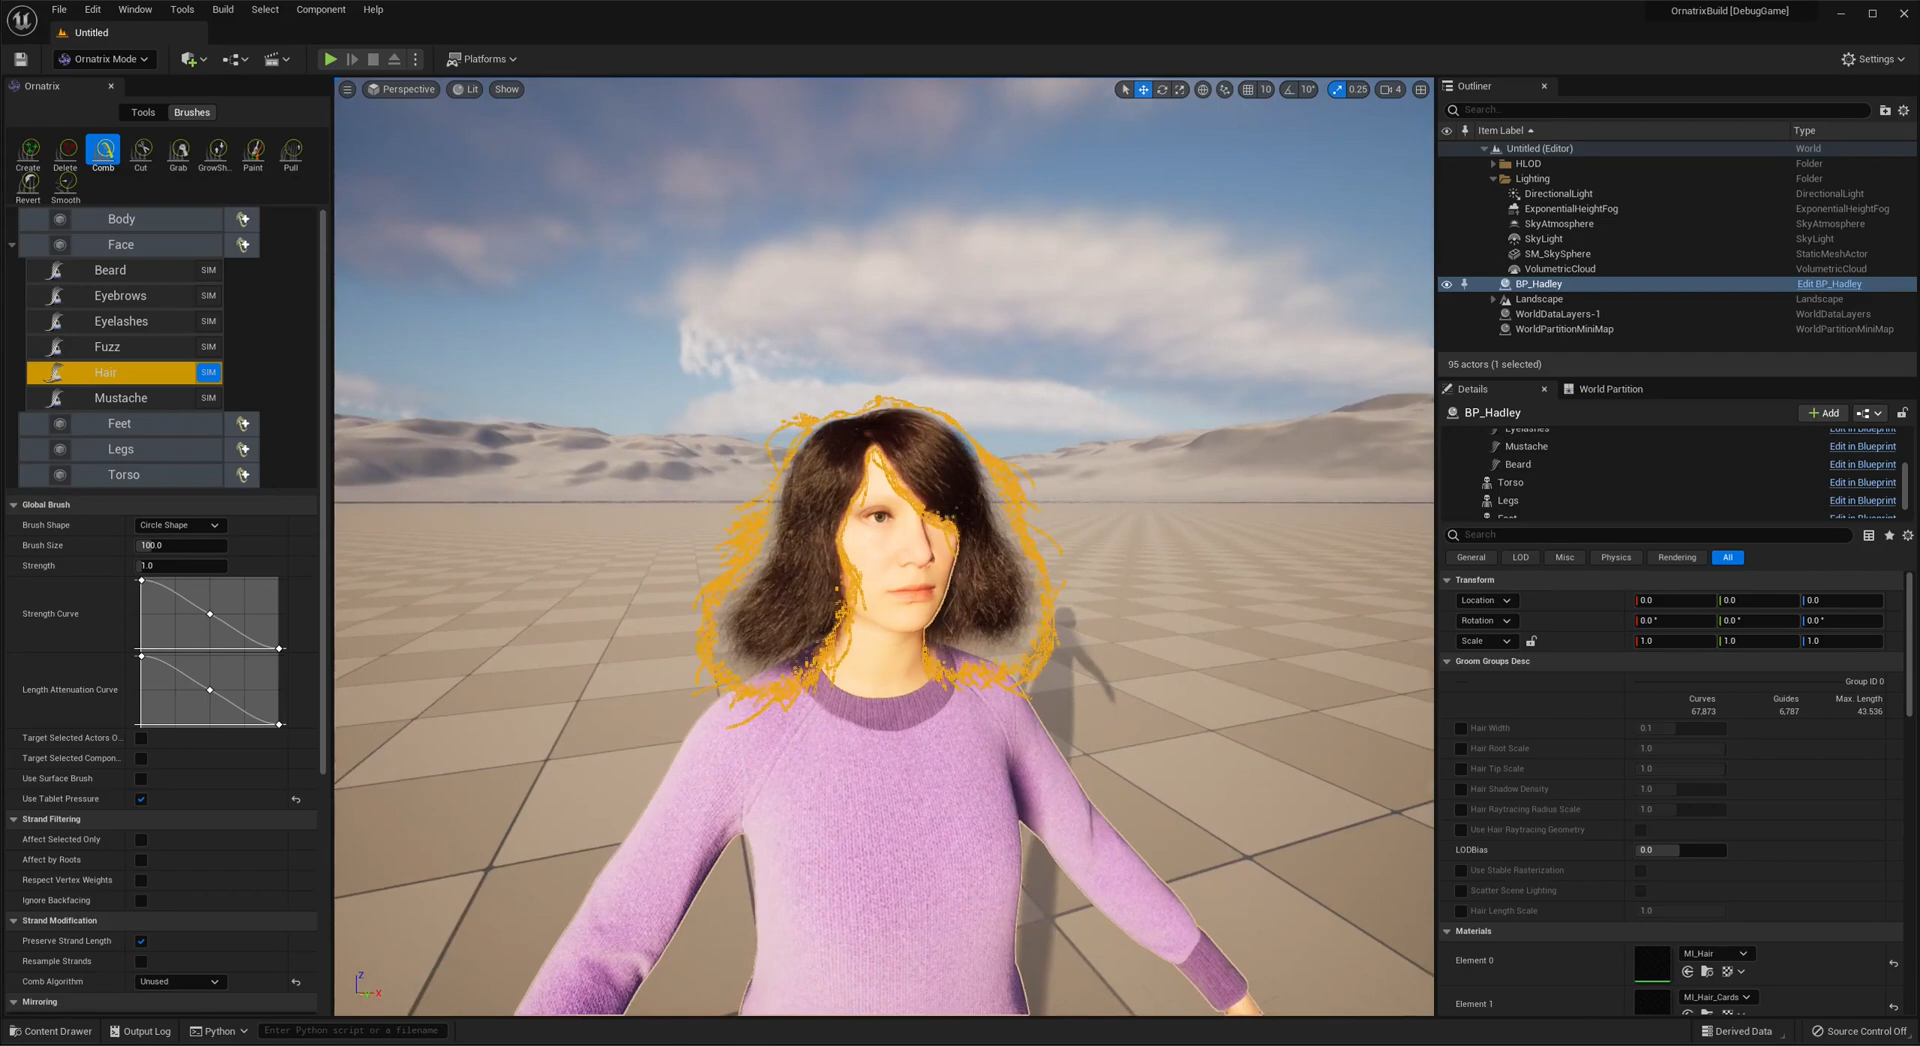 File Edit Window Tools Build Select Component Help
OrnatrixBuild [DebugGame]
Untitled
Ornatrix Mode
Platforms
Settings
Ornatrix
Tools Brushes
Create Delete Comb Cut Grab GrowSh... Paint Pull
Revert Smooth
Body
Face
Beard SIM
Eyebrows SIM
Eyelashes SIM
Fuzz SIM
Hair SIM
Mustache SIM
Feet
Legs
Torso
Global Brush
Brush Shape Circle Shape
Brush Size 100.0
Strength 1.0
Strength Curve
Length Attenuation Curve
Target Selected Actors O...
Target Selected Compon...
Use Surface Brush
Use Tablet Pressure
Strand Filtering
Affect Selected Only
Affect by Roots
Respect Vertex Weights
Ignore Backfacing
Strand Modification
Preserve Strand Length
Resample Strands
Comb Algorithm Unused
Mirroring
Perspective Lit Show
10 10° 0.25 4
Z
X
Outliner
Search...
Item Label Type
Untitled (Editor) World
HLOD Folder
Lighting Folder
DirectionalLight DirectionalLight
ExponentialHeightFog ExponentialHeightFog
SkyAtmosphere SkyAtmosphere
SkyLight SkyLight
SM_SkySphere StaticMeshActor
VolumetricCloud VolumetricCloud
BP_Hadley Edit BP_Hadley
Landscape Landscape
WorldDataLayers-1 WorldDataLayers
WorldPartitionMiniMap WorldPartitionMiniMap
95 actors (1 selected)
Details World Partition
BP_Hadley Add
Eyelashes Edit in Blueprint
Mustache Edit in Blueprint
Beard Edit in Blueprint
Torso Edit in Blueprint
Legs Edit in Blueprint
Feet Edit in Blueprint
Search
General LOD Misc Physics Rendering All
Transform
Location 0.0 0.0 0.0
Rotation 0.0° 0.0° 0.0°
Scale 1.0 1.0 1.0
Groom Groups Desc
Group ID 0
Curves Guides Max. Length
67,873 6,787 43.536
Hair Width 0.1
Hair Root Scale 1.0
Hair Tip Scale 1.0
Hair Shadow Density 1.0
Hair Raytracing Radius Scale 1.0
Use Hair Raytracing Geometry
LODBias 0.0
Use Stable Rasterization
Scatter Scene Lighting
Hair Length Scale 1.0
Materials
Element 0 MI_Hair
Element 1 MI_Hair_Cards
Content Drawer Output Log Python Enter Python script or a filename
Derived Data Source Control Off